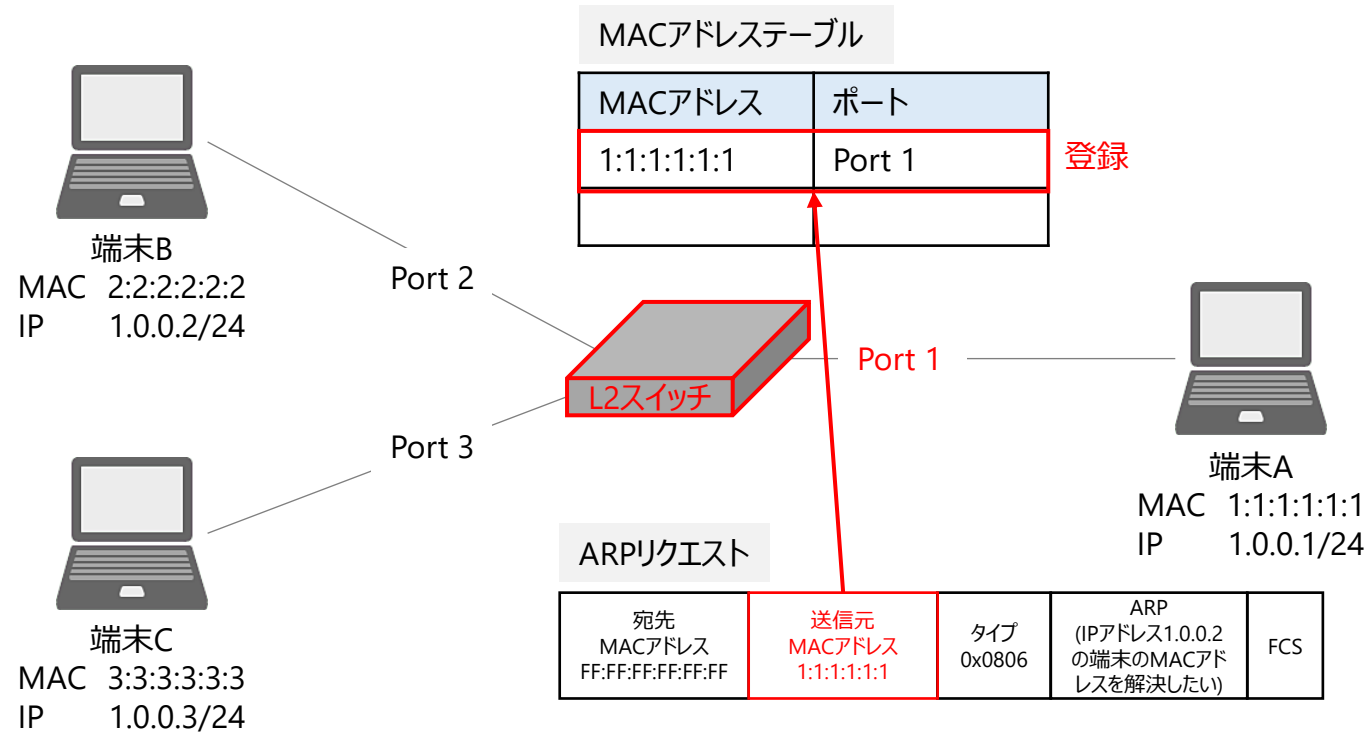 MACアドレステーブル
MACアドレス ポート
1:1:1:1:1:1 Port 1
登録
端末B
MAC 2:2:2:2:2:2
IP 1.0.0.2/24
Port 2
Port 1
L2スイッチ
Port 3
端末A
MAC 1:1:1:1:1:1
IP 1.0.0.1/24
端末C
MAC 3:3:3:3:3:3
IP 1.0.0.3/24
ARPリクエスト
宛先
MACアドレス
FF:FF:FF:FF:FF:FF
送信元
MACアドレス
1:1:1:1:1:1
タイプ
0x0806
ARP
(IPアドレス1.0.0.2
の端末のMACアド
レスを解決したい)
FCS